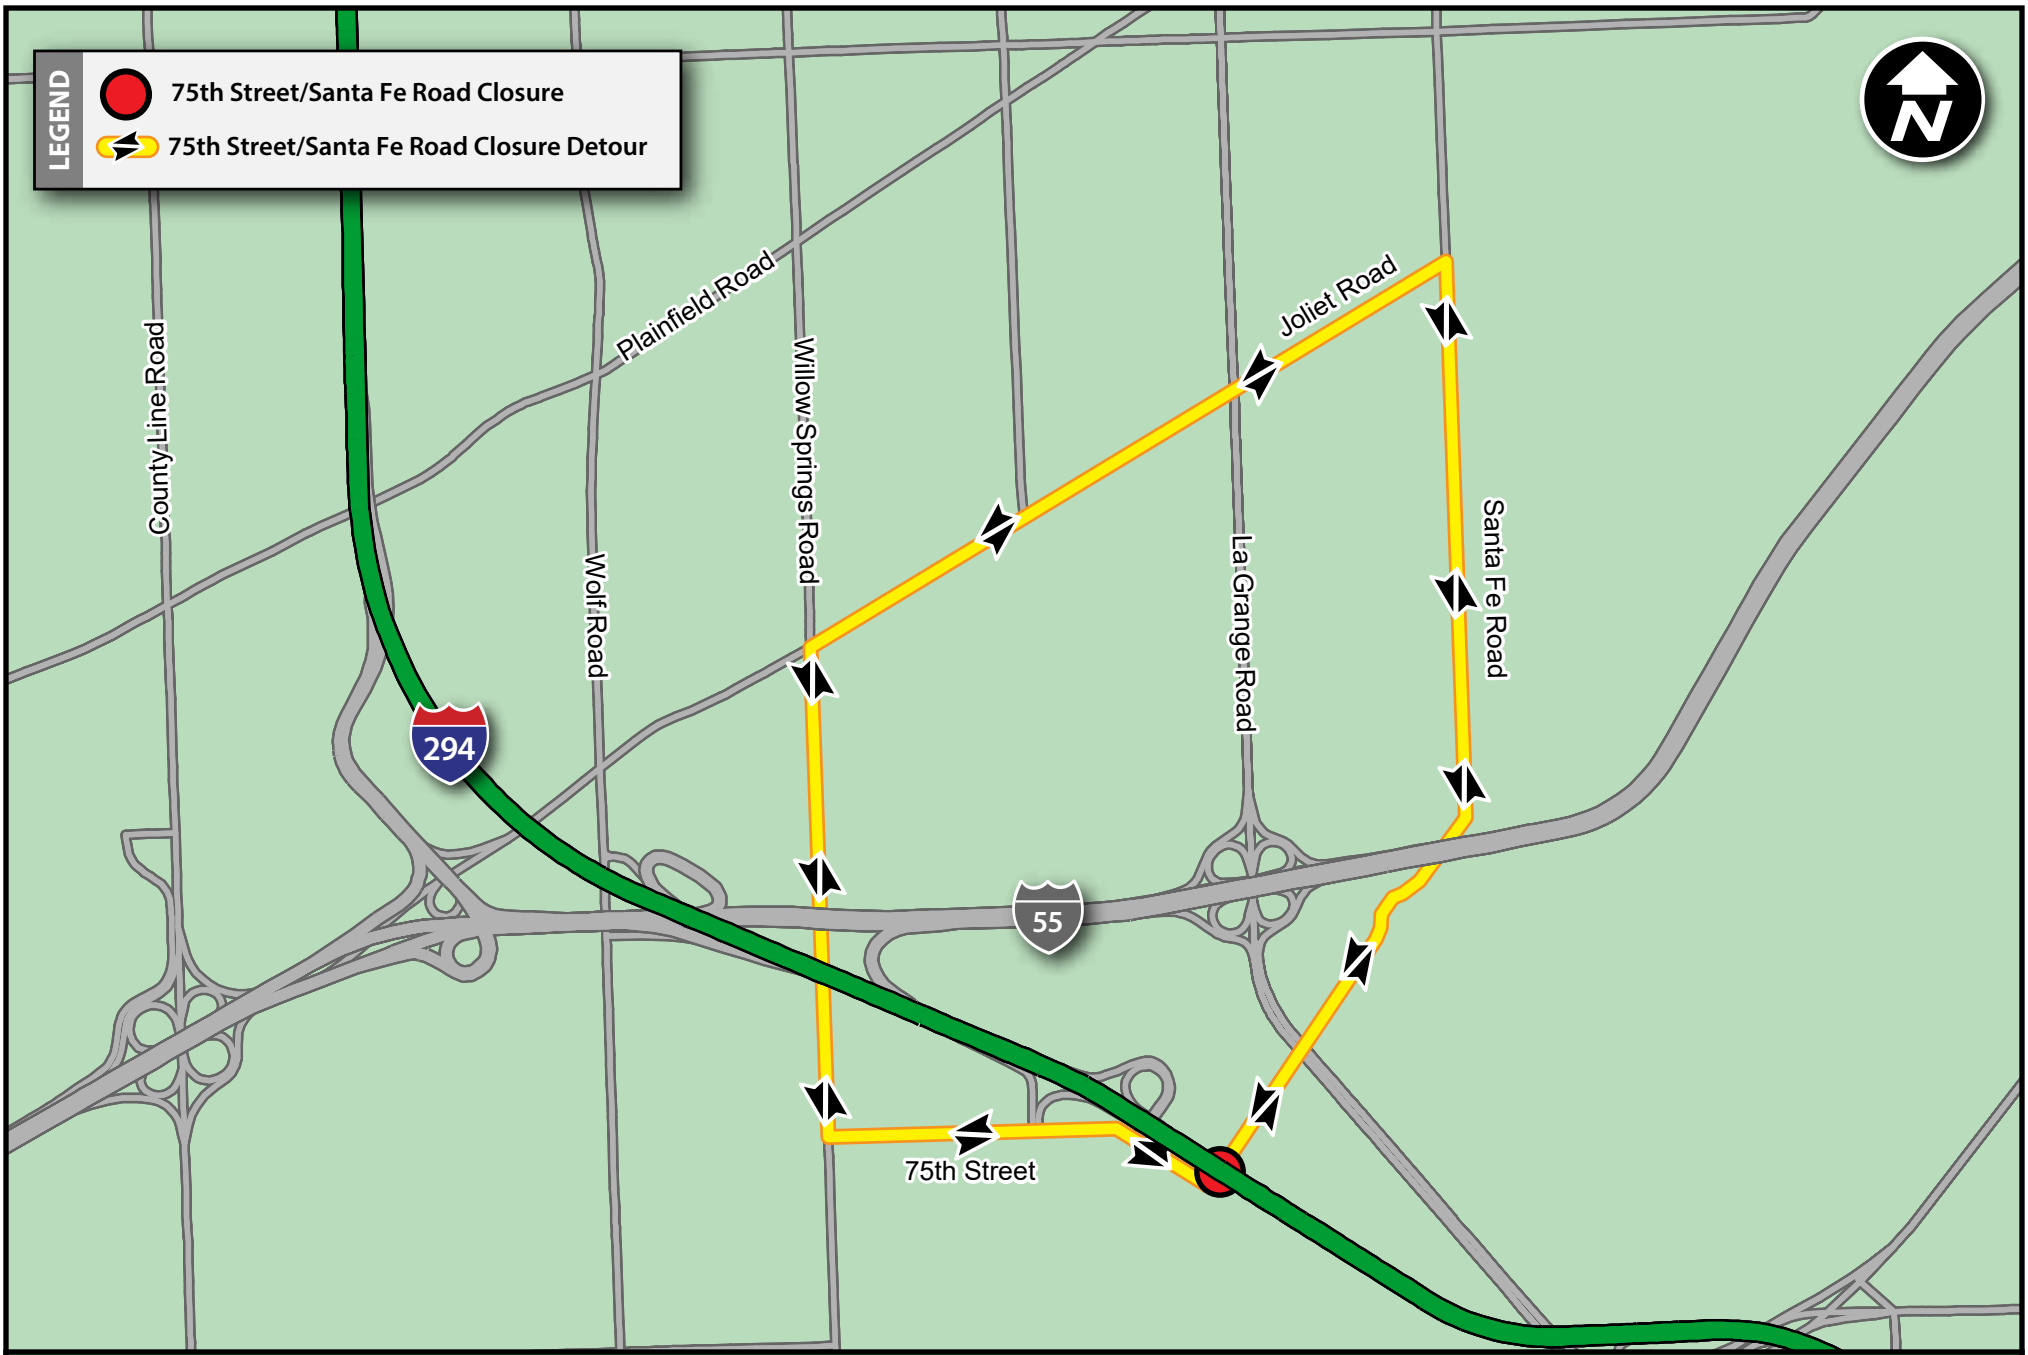 LEGEND
75th Street/Santa Fe Road Closure
75th Street/Santa Fe Road Closure Detour
N
Plainfield Road
Joliet Road
County Line Road
Willow Springs Road
Santa Fe Road
La Grange Road
Wolf Road
294
55
75th Street